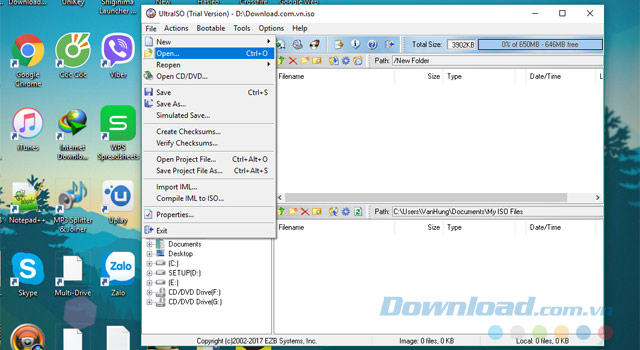 UniKey
Shiginima Launcher ...
Hasleo
Excellsior
Google Web
UltraISO (Trial Version) - D:\Download.com.vn.iso
File Actions Bootable Tools Options Help
New
Open... Ctrl+O
Reopen
Open CD/DVD...
Save Ctrl+S
Save As...
Simulated Save...
Create Checksums...
Verify Checksums...
Open Project File... Ctrl+Alt+O
Save Project File As... Ctrl+Alt+S
Import IML...
Compile IML to ISO...
Properties...
Exit
Total Size: 3902KB 0% of 650MB - 646MB free
Path: /New Folder
Filename Size Type Date/Time L
Path: C:\Users\VanHung\Documents\My ISO Files
Filename Size Type Date/Time
Documents
Desktop
(C:)
SETUP(D:)
(E:)
CD/DVD Drive(F:)
CD/DVD Drive(G:)
Copyright (c)2002-2017 EZB Systems, Inc. Image: 0 files, 0 KB Local: 0 files, 0 KB
Google Chrome
Cốc Cốc
Viber
iTunes
Internet Downlo...
WPS Spreadsheets
Notepad++
MP3 Splitter & Joiner
Uplay
Skype
Multi-Drive
Zalo
Download.com.vn